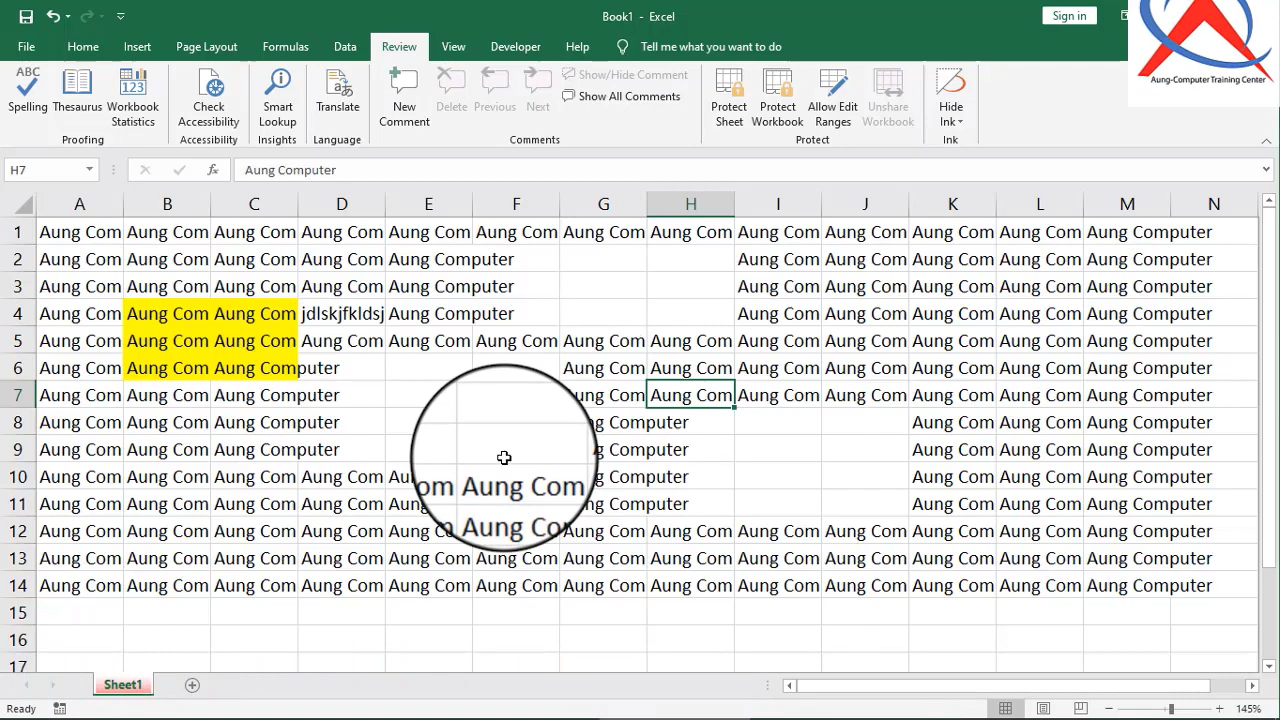 Book1 - Excel
Sign in
File Home Insert Page Layout Formulas Data Review View Developer Help Tell me what you want to do
Aung-Computer Training Center
ABC
Spelling Thesaurus Workbook Statistics Check Accessibility Smart Lookup Translate New Comment Delete Previous Next Show/Hide Comment
Show All Comments
Protect Sheet Protect Workbook Allow Edit Ranges Unshare Workbook Hide Ink
Proofing Accessibility Insights Language Comments Protect Ink
H7 fx Aung Computer
A B C D E F G H I J K L M N
1 Aung Com Aung Com Aung Com Aung Com Aung Com Aung Com Aung Com Aung Com Aung Com Aung Com Aung Com Aung Com Aung Computer
2 Aung Com Aung Com Aung Com Aung Com Aung Computer Aung Com Aung Com Aung Com Aung Com Aung Computer
3 Aung Com Aung Com Aung Com Aung Com Aung Computer Aung Com Aung Com Aung Com Aung Com Aung Computer
4 Aung Com Aung Com Aung Com jdlskjfkldsj Aung Computer Aung Com Aung Com Aung Com Aung Com Aung Computer
5 Aung Com Aung Com Aung Com Aung Com Aung Com Aung Com Aung Com Aung Com Aung Com Aung Com Aung Com Aung Com Aung Computer
6 Aung Com Aung Com Aung Computer Aung Com Aung Com Aung Com Aung Com Aung Com Aung Com Aung Computer
7 Aung Com Aung Com Aung Computer ung Com Aung Com Aung Com Aung Com Aung Com Aung Com Aung Computer
8 Aung Com Aung Com Aung Computer ng Computer Aung Com Aung Com Aung Computer
9 Aung Com Aung Com Aung Computer g Computer Aung Com Aung Com Aung Computer
10 Aung Com Aung Com Aung Com Aung Com Aung om Aung Com ng Computer Aung Com Aung Com Aung Computer
11 Aung Com Aung Com Aung Com Aung Com Aung m Aung Com ung Computer Aung Com Aung Com Aung Computer
12 Aung Com Aung Com Aung Com Aung Com Aung Co Aung Com Aung Com Aung Com Aung Com Aung Com Aung Com Aung Computer
13 Aung Com Aung Com Aung Com Aung Com Aung Com Aung Com Aung Com Aung Com Aung Com Aung Com Aung Com Aung Com Aung Computer
14 Aung Com Aung Com Aung Com Aung Com Aung Com Aung Com Aung Com Aung Com Aung Com Aung Com Aung Com Aung Com Aung Computer
15
16
17
Sheet1
Ready 145%